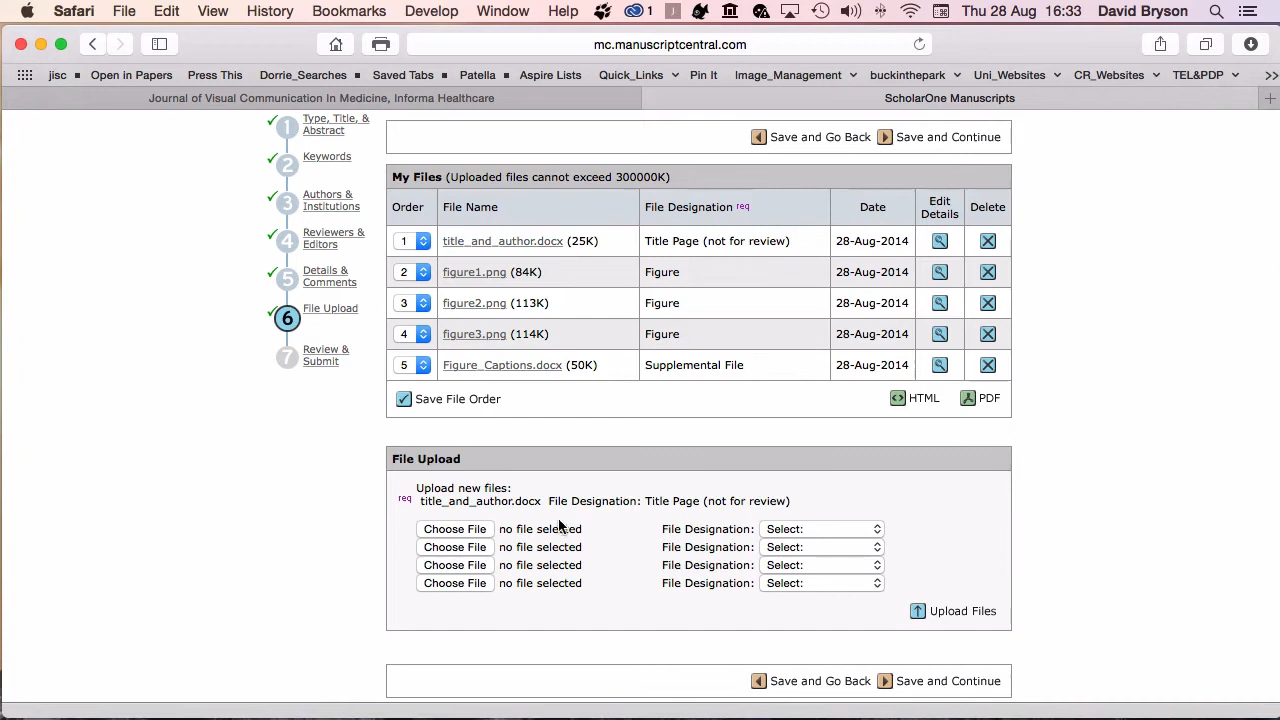 Safari File Edit View History Bookmarks Develop Window Help 1 Thu 28 Aug 16:33 David Bryson
mc.manuscriptcentral.com
jisc Open in Papers Press This Dorrie_Searches Saved Tabs Patella Aspire Lists Quick_Links Pin It Image_Management buckinthepark Uni_Websites CR_Websites TEL&PDP
Journal of Visual Communication In Medicine, Informa Healthcare ScholarOne Manuscripts
1 Type, Title, &
Abstract
2 Keywords
3 Authors &
Institutions
4 Reviewers &
Editors
5 Details &
Comments
6 File Upload
7 Review &
Submit
Save and Go Back Save and Continue
My Files (Uploaded files cannot exceed 300000K)
Order File Name File Designation req Date Edit Details Delete
1 title_and_author.docx (25K) Title Page (not for review) 28-Aug-2014
2 figure1.png (84K) Figure 28-Aug-2014
3 figure2.png (113K) Figure 28-Aug-2014
4 figure3.png (114K) Figure 28-Aug-2014
5 Figure_Captions.docx (50K) Supplemental File 28-Aug-2014
Save File Order HTML PDF
File Upload
Upload new files:
req title_and_author.docx File Designation: Title Page (not for review)
Choose File no file selected File Designation: Select:
Choose File no file selected File Designation: Select:
Choose File no file selected File Designation: Select:
Choose File no file selected File Designation: Select:
Upload Files
Save and Go Back Save and Continue